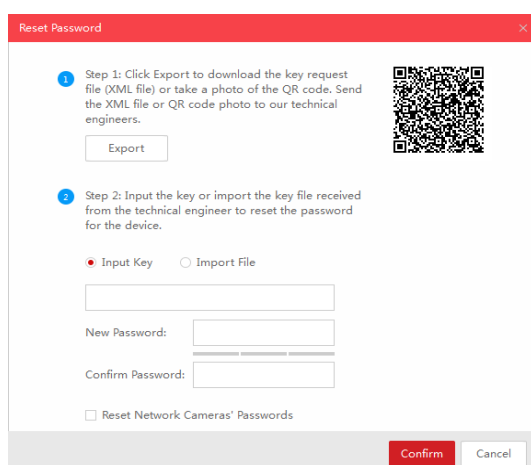 Reset Password
1
Step 1: Click Export to download the key request
file (XML file) or take a photo of the QR code. Send
the XML file or QR code photo to our technical
engineers.
Export
2
Step 2: Input the key or import the key file received
from the technical engineer to reset the password
for the device.
Input Key
Import File
New Password:
Confirm Password:
Reset Network Cameras' Passwords
Confirm
Cancel